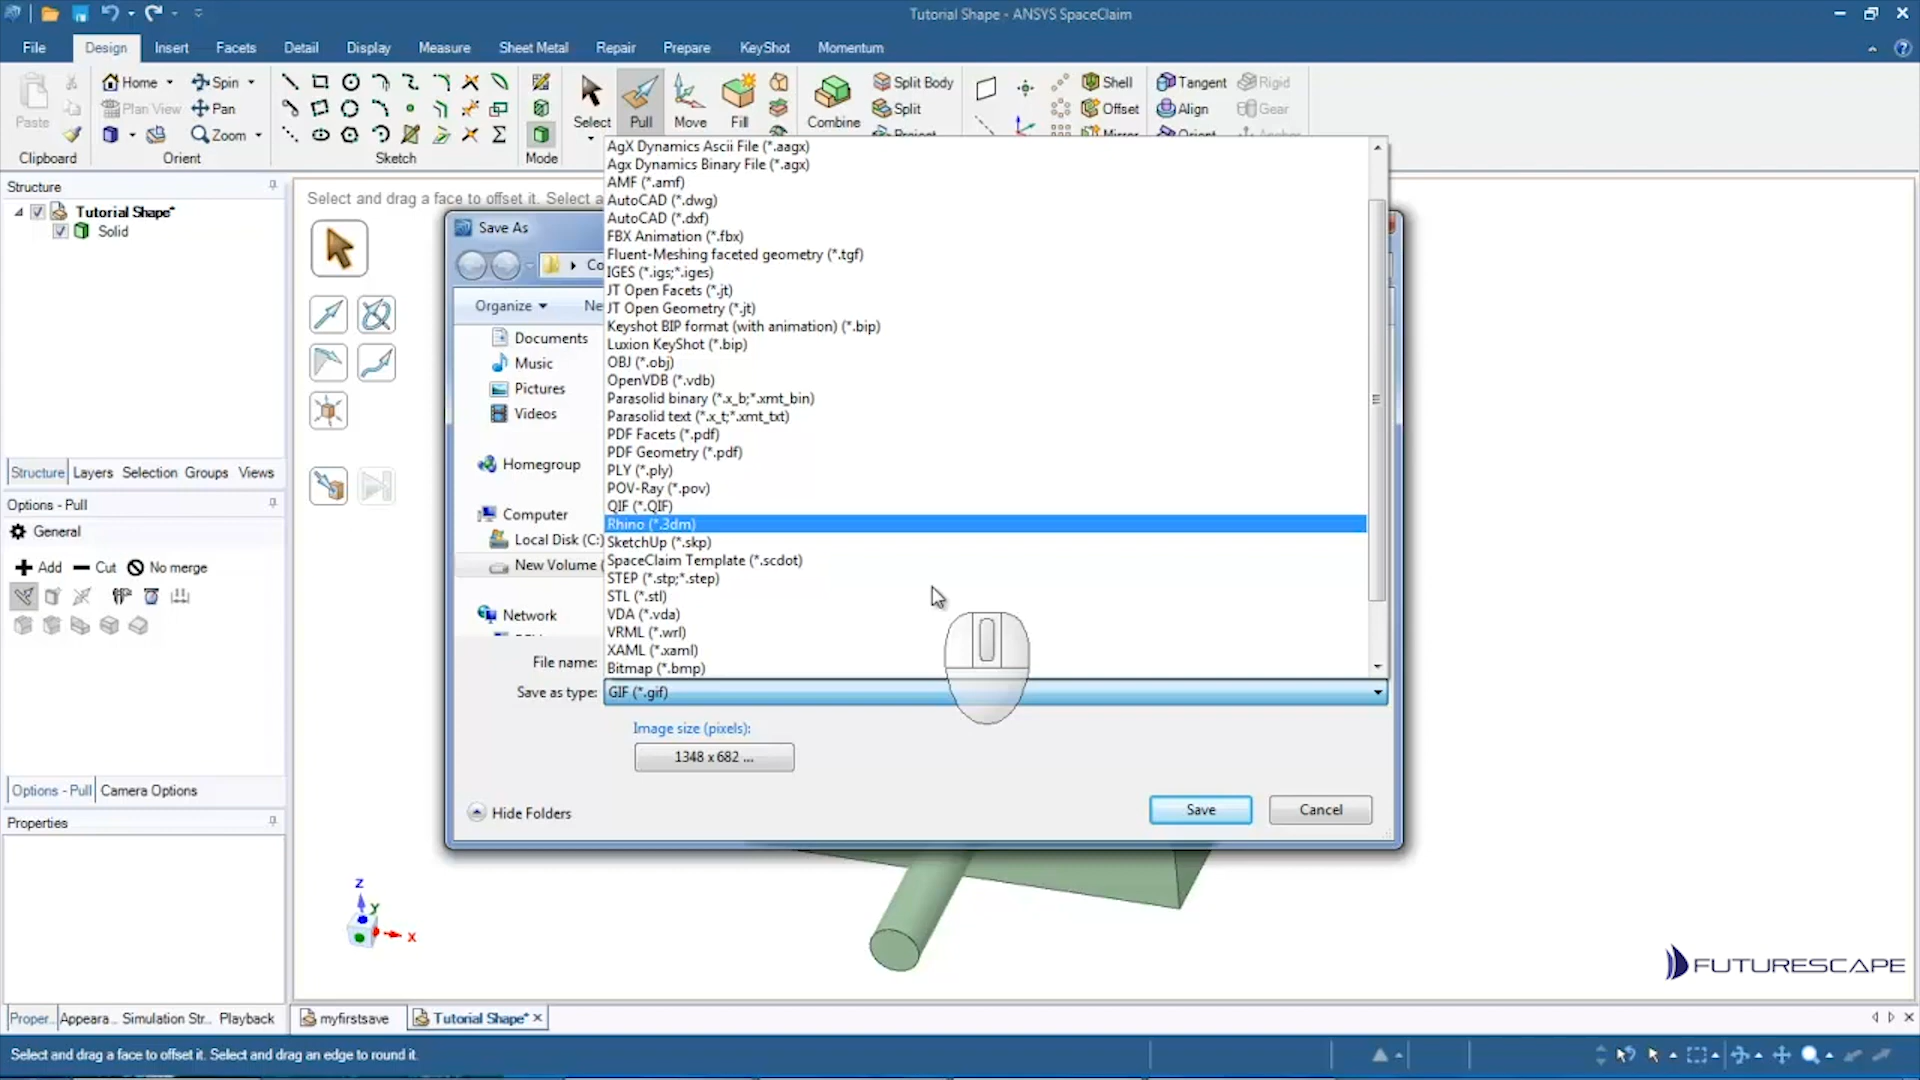 Tutorial Shape - ANSYS SpaceClaim
File Design Insert Facets Detail Display Measure Sheet Metal Repair Prepare KeyShot Momentum
Home Spin Split Body Shell Tangent Rigid
Plan View Pan Split Offset Align Gear
Paste Zoom Select Pull Move Fill Combine Project Mirror Orient Anchor
Clipboard Orient Sketch Mode
Structure
Tutorial Shape*
Solid
Structure Layers Selection Groups Views
Options - Pull
General
Add Cut No merge
Options - Pull Camera Options
Properties
Proper... Appeara... Simulation Str... Playback
Select and drag a face to offset it. Select a
Save As
Co
Organize Ne
Documents
Music
Pictures
Videos
Homegroup
Computer
Local Disk (C:)
New Volume (
Network
AgX Dynamics Ascii File (*.aagx)
Agx Dynamics Binary File (*.agx)
AMF (*.amf)
AutoCAD (*.dwg)
AutoCAD (*.dxf)
FBX Animation (*.fbx)
Fluent-Meshing faceted geometry (*.tgf)
IGES (*.igs;*.iges)
JT Open Facets (*.jt)
JT Open Geometry (*.jt)
Keyshot BIP format (with animation) (*.bip)
Luxion KeyShot (*.bip)
OBJ (*.obj)
OpenVDB (*.vdb)
Parasolid binary (*.x_b;*.xmt_bin)
Parasolid text (*.x_t;*.xmt_txt)
PDF Facets (*.pdf)
PDF Geometry (*.pdf)
PLY (*.ply)
POV-Ray (*.pov)
QIF (*.QIF)
Rhino (*.3dm)
SketchUp (*.skp)
SpaceClaim Template (*.scdot)
STEP (*.stp;*.step)
STL (*.stl)
VDA (*.vda)
VRML (*.wrl)
XAML (*.xaml)
Bitmap (*.bmp)
File name:
Save as type: GIF (*.gif)
Image size (pixels):
1348 x 682 ...
Hide Folders Save Cancel
Z
Y
X
FUTURESCAPE
myfirstsave Tutorial Shape*
Select and drag a face to offset it. Select and drag an edge to round it.